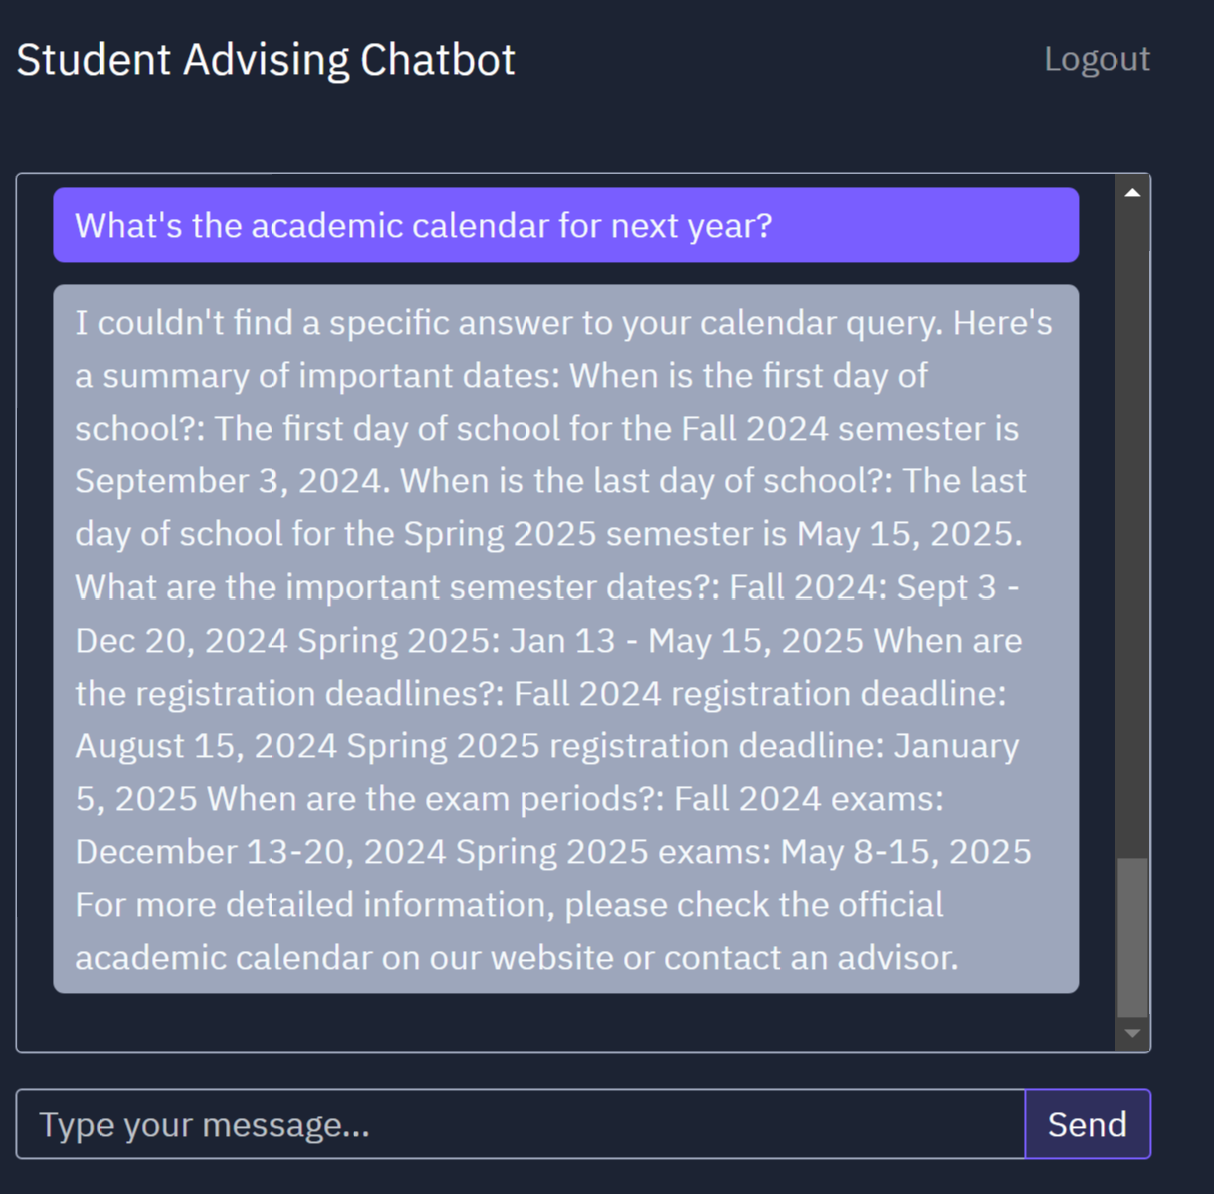 Student Advising Chatbot
Logout
What's the academic calendar for next year?
I couldn't find a specific answer to your calendar query. Here's
a summary of important dates: When is the first day of
school?: The first day of school for the Fall 2024 semester is
September 3, 2024. When is the last day of school?: The last
day of school for the Spring 2025 semester is May 15, 2025.
What are the important semester dates?: Fall 2024: Sept 3 -
Dec 20, 2024 Spring 2025: Jan 13 - May 15, 2025 When are
the registration deadlines?: Fall 2024 registration deadline:
August 15, 2024 Spring 2025 registration deadline: January
5, 2025 When are the exam periods?: Fall 2024 exams:
December 13-20, 2024 Spring 2025 exams: May 8-15, 2025
For more detailed information, please check the official
academic calendar on our website or contact an advisor.
Type your message...
Send